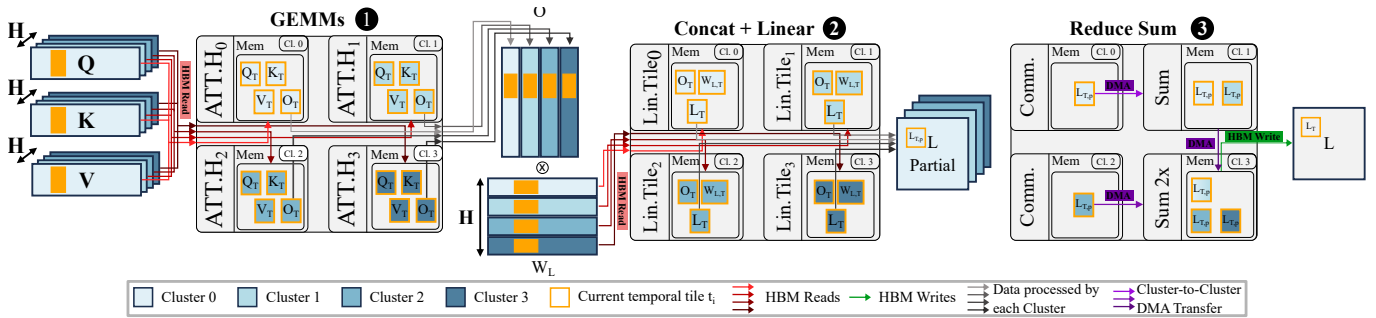 GEMMs 1
H
Q
H
K
H
V
HBM Read
ATT.H0
Mem
Cl. 0
QT KT
VT OT
ATT.H1
Mem
Cl. 1
QT KT
VT OT
ATT.H2
Mem
Cl. 2
QT KT
VT OT
ATT.H3
Mem
Cl. 3
QT KT
VT OT
O
⊗
H
WL
HBM Read
Concat + Linear 2
Lin.Tile0
Mem
Cl. 0
OT WL,T
LT
Lin.Tile1
Mem
Cl. 1
OT WL,T
LT
Lin.Tile2
Mem
Cl. 2
OT WL,T
LT
Lin.Tile3
Mem
Cl. 3
OT WL,T
LT
LT,p L
Partial
Reduce Sum 3
Comm.
Mem
Cl. 0
LT,p
DMA
Sum
Mem
Cl. 1
LT,p LT,p
Comm.
Mem
Cl. 2
LT,p
DMA
Sum 2x
Mem
Cl. 3
LT,p
LT,p LT,p
DMA
HBM Write
LT
L
Cluster 0
Cluster 1
Cluster 2
Cluster 3
Current temporal tile ti
HBM Reads
HBM Writes
Data processed by
each Cluster
Cluster-to-Cluster
DMA Transfer